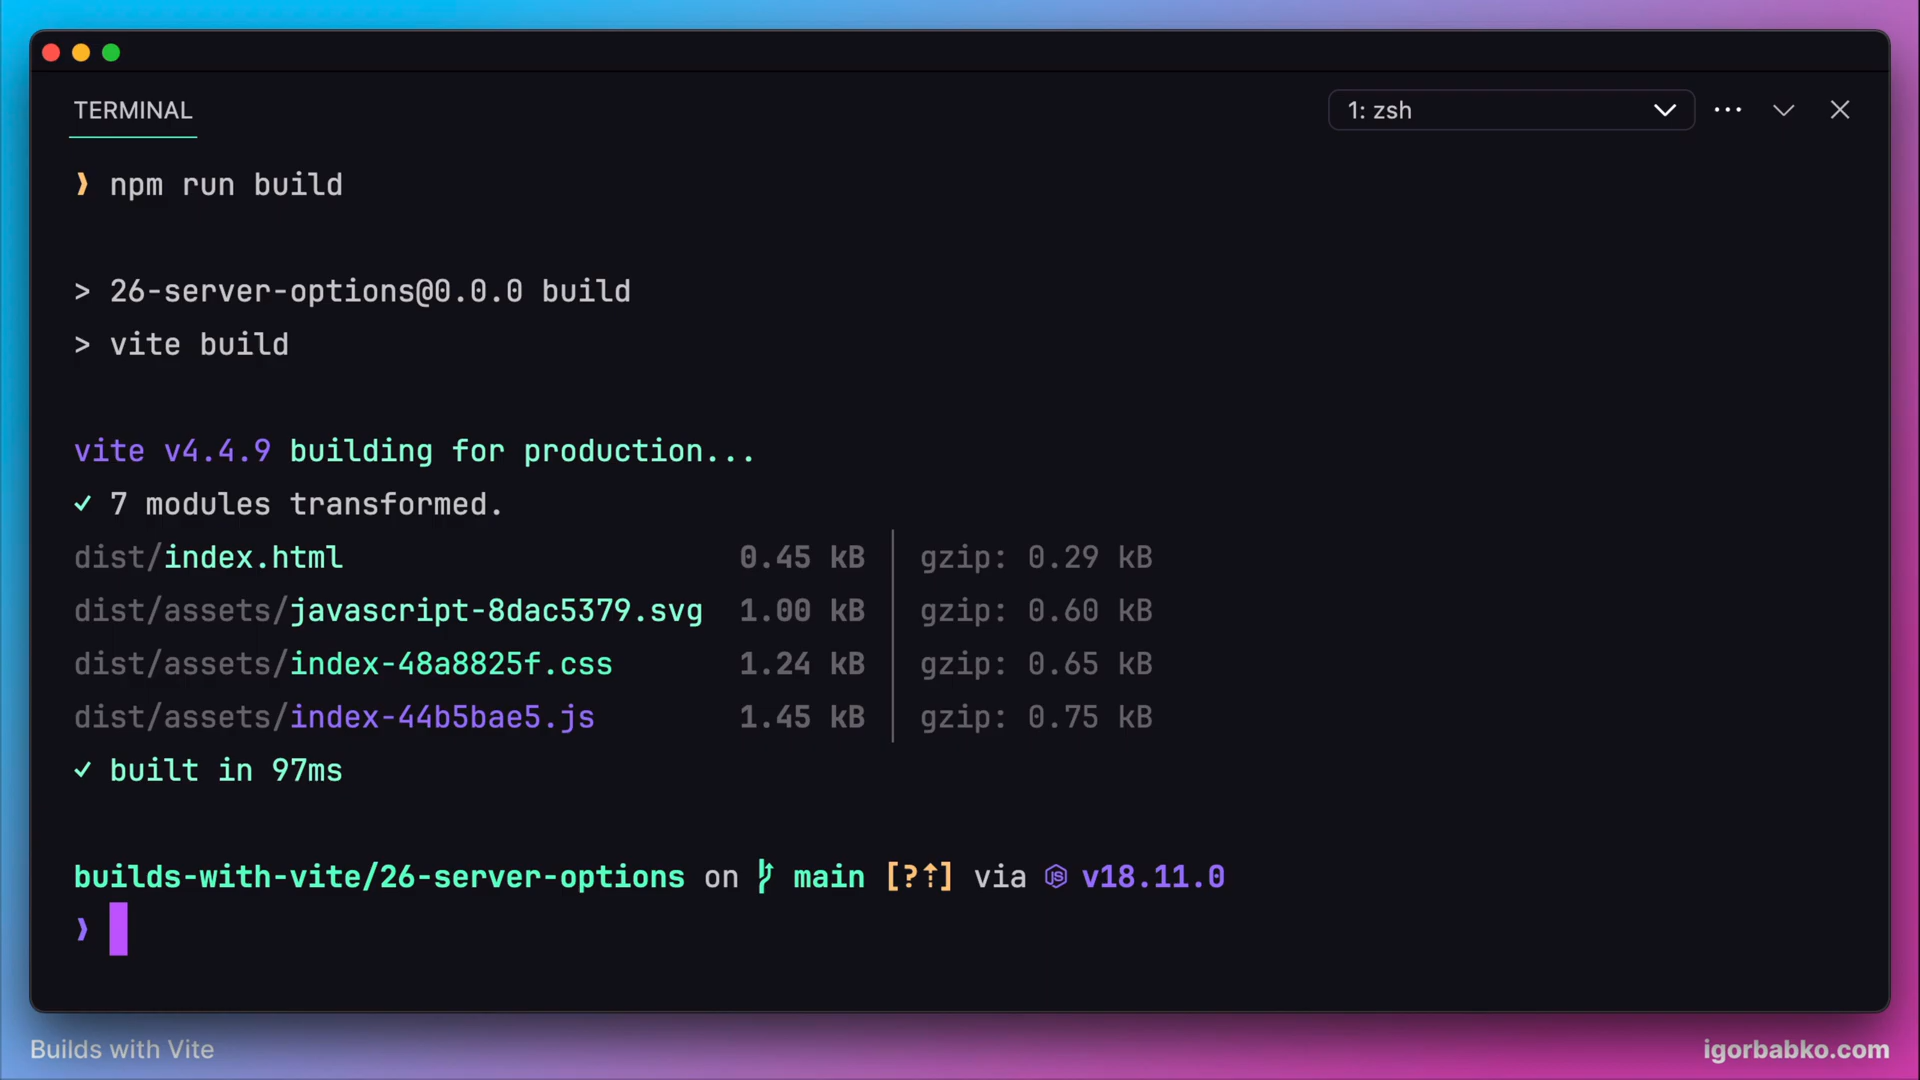 TERMINAL
1: zsh
❯ npm run build
> 26-server-options@0.0.0 build
> vite build
vite v4.4.9 building for production...
✓ 7 modules transformed.
dist/index.html 0.45 kB │ gzip: 0.29 kB
dist/assets/javascript-8dac5379.svg 1.00 kB │ gzip: 0.60 kB
dist/assets/index-48a8825f.css 1.24 kB │ gzip: 0.65 kB
dist/assets/index-44b5bae5.js 1.45 kB │ gzip: 0.75 kB
✓ built in 97ms
builds-with-vite/26-server-options on main [?⇡] via v18.11.0
❯
Builds with Vite
igorbabko.com